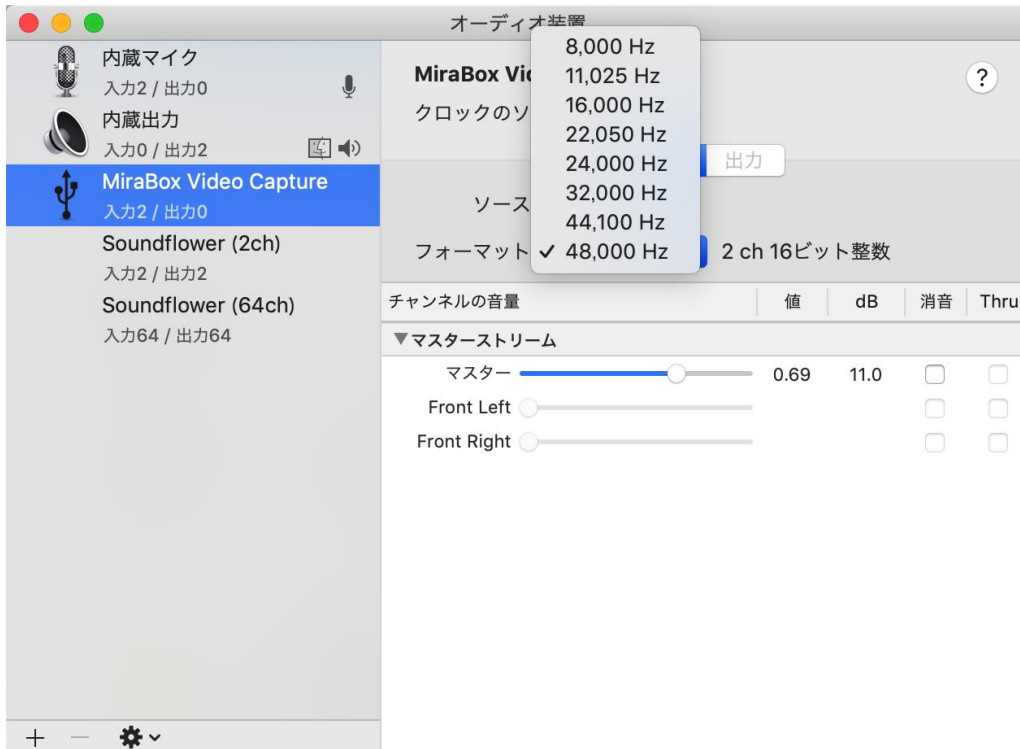 オーディオ装置
内蔵マイク
入力2 / 出力0
内蔵出力
入力0 / 出力2
MiraBox Video Capture
入力2 / 出力0
Soundflower (2ch)
入力2 / 出力2
Soundflower (64ch)
入力64 / 出力64
MiraBox Vi
?
クロックのソ
出力
ソース
フォーマット
8,000 Hz
11,025 Hz
16,000 Hz
22,050 Hz
24,000 Hz
32,000 Hz
44,100 Hz
✓ 48,000 Hz
2 ch 16ビット整数
チャンネルの音量 値 dB 消音 Thru
▼マスターストリーム
マスター 0.69 11.0
Front Left
Front Right